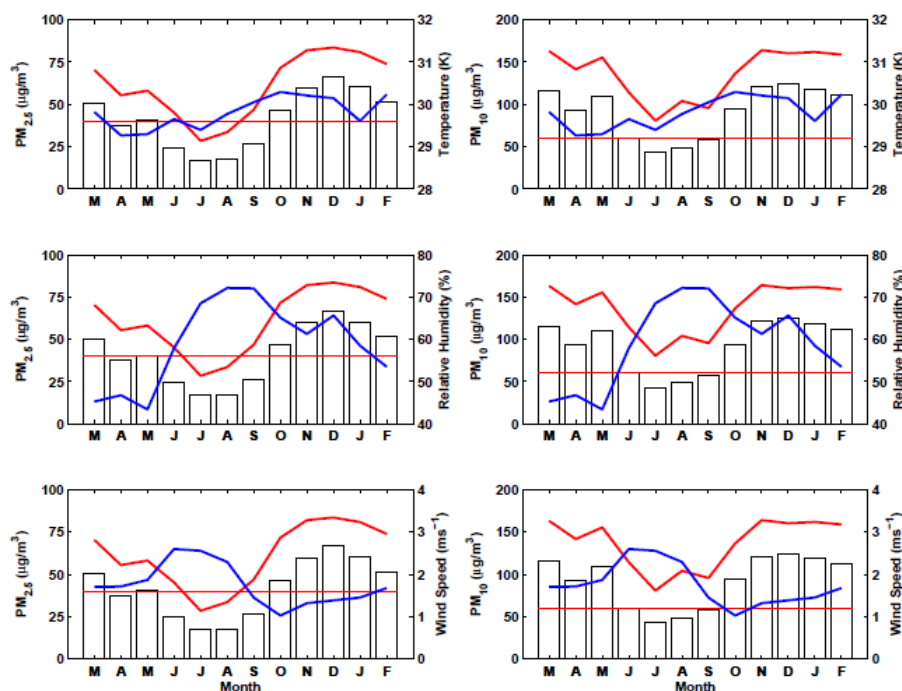 100 75 50 25 0
PM2.5 (µg/m³)
32 31 30 29 28
Temperature (K)
M A M J J A S O N D J F
200 150 100 50 0
PM10 (µg/m³)
32 31 30 29 28
Temperature (K)
M A M J J A S O N D J F
100 75 50 25 0
PM2.5 (µg/m³)
80 70 60 50 40
Relative Humidity (%)
M A M J J A S O N D J F
200 150 100 50 0
PM10 (µg/m³)
80 70 60 50 40
Relative Humidity (%)
M A M J J A S O N D J F
100 75 50 25 0
PM2.5 (µg/m³)
4 3 2 1 0
Wind Speed (ms⁻¹)
M A M J J A S O N D J F
Month
200 150 100 50 0
PM10 (µg/m³)
4 3 2 1 0
Wind Speed (ms⁻¹)
M A M J J A S O N D J F
Month